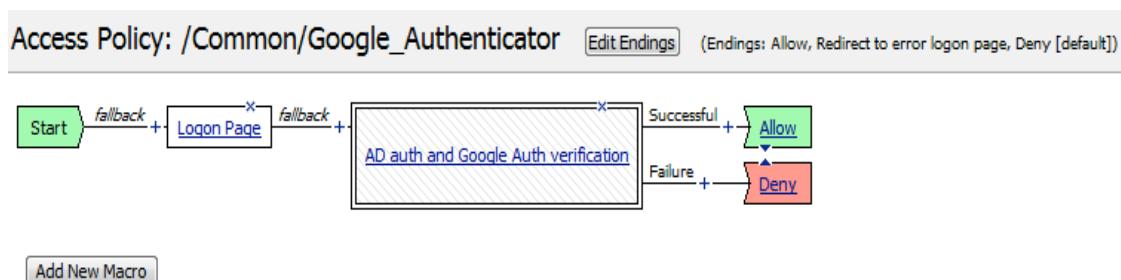 Access Policy: /Common/Google_Authenticator Edit Endings (Endings: Allow, Redirect to error logon page, Deny [default])
Start fallback + Logon Page × fallback + AD auth and Google Auth verification × Successful + Allow
Failure + Deny
Add New Macro